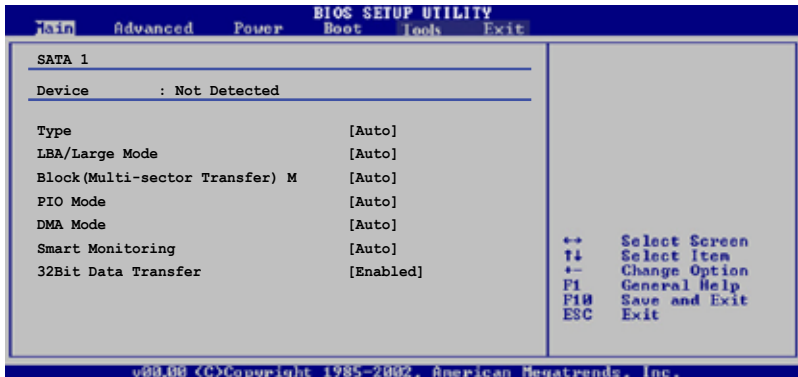 BIOS SETUP UTILITY
Main Advanced Power Boot Tools Exit
SATA 1
Device : Not Detected
Type [Auto]
LBA/Large Mode [Auto]
Block(Multi-sector Transfer) M [Auto]
PIO Mode [Auto]
DMA Mode [Auto]
Smart Monitoring [Auto]
32Bit Data Transfer [Enabled]
←→ Select Screen
↑↓ Select Item
+- Change Option
F1 General Help
F10 Save and Exit
ESC Exit
v00.00 (C)Copyright 1985-2002, American Megatrends, Inc.